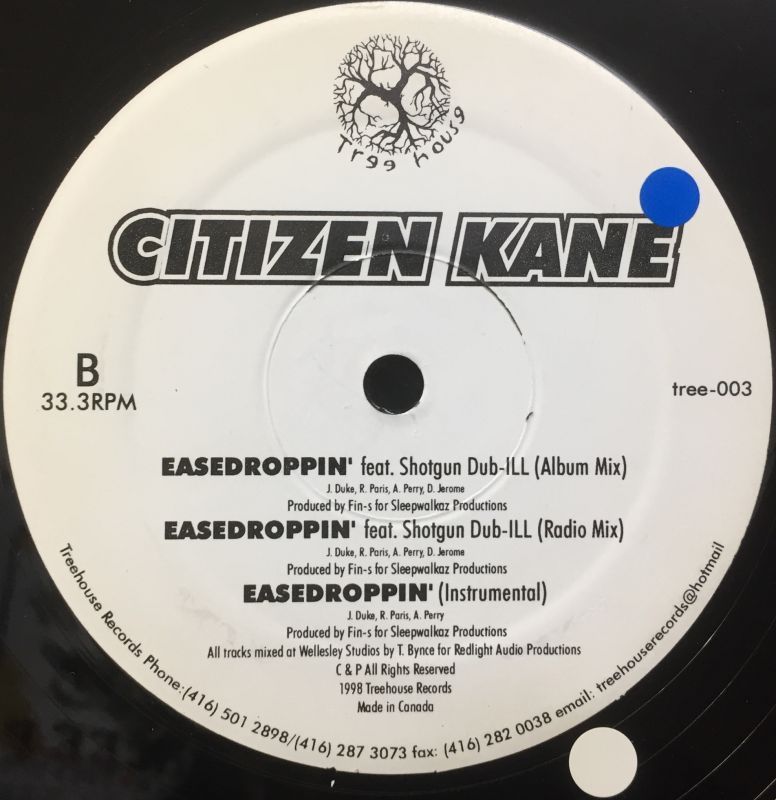 Tree house
CITIZEN KANE
B
33.3RPM
tree-003
EASEDROPPIN' feat. Shotgun Dub-ILL (Album Mix)
J. Duke, R. Paris, A. Perry, D. Jerome
Produced by Fin-s for Sleepwalkaz Productions
EASEDROPPIN' feat. Shotgun Dub-ILL (Radio Mix)
J. Duke, R. Paris, A. Perry, D. Jerome
Produced by Fin-s for Sleepwalkaz Productions
EASEDROPPIN' (Instrumental)
J. Duke, R. Paris, A. Perry
Produced by Fin-s for Sleepwalkaz Productions
All tracks mixed at Wellesley Studios by T. Bynce for Redlight Audio Productions
C & P All Rights Reserved
1998 Treehouse Records
Made in Canada
Treehouse Records Phone:(416) 501 2898/(416) 287 3073 fax: (416) 282 0038 email: treehouserecords@hotmail